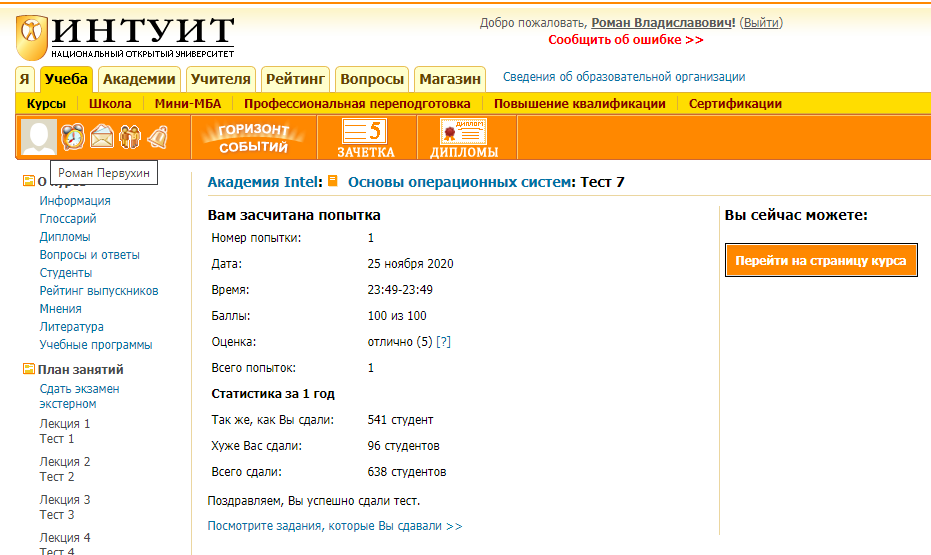 ИНТУИТ
НАЦИОНАЛЬНЫЙ ОТКРЫТЫЙ УНИВЕРСИТЕТ
Добро пожаловать, Роман Владиславович! (Выйти)
Сообщить об ошибке >>
Я Учеба Академии Учителя Рейтинг Вопросы Магазин Сведения об образовательной организации
Курсы Школа Мини-МБА Профессиональная переподготовка Повышение квалификации Сертификации
ГОРИЗОНТ СОБЫТИЙ
5
ЗАЧЕТКА
ДИПЛОМ
ДИПЛОМЫ
Роман Первухин
О
Информация
Глоссарий
Дипломы
Вопросы и ответы
Студенты
Рейтинг выпускников
Мнения
Литература
Учебные программы
План занятий
Сдать экзамен
экстерном
Лекция 1
Тест 1
Лекция 2
Тест 2
Лекция 3
Тест 3
Лекция 4
Тест 4
Академия Intel: Основы операционных систем: Тест 7
Вам засчитана попытка
Номер попытки: 1
Дата: 25 ноября 2020
Время: 23:49-23:49
Баллы: 100 из 100
Оценка: отлично (5) [?]
Всего попыток: 1
Статистика за 1 год
Так же, как Вы сдали: 541 студент
Хуже Вас сдали: 96 студентов
Всего сдали: 638 студентов
Поздравляем, Вы успешно сдали тест.
Посмотрите задания, которые Вы сдавали >>
Вы сейчас можете:
Перейти на страницу курса